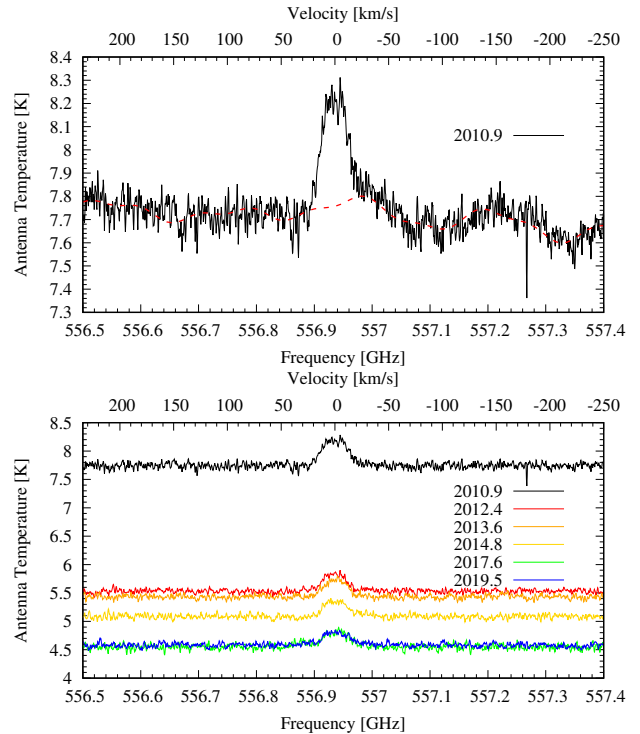 Velocity [km/s]
200 150 100 50 0 -50 -100 -150 -200 -250
8.4
8.3
8.2
8.1
8
7.9
7.8
7.7
7.6
7.5
7.4
7.3
Antenna Temperature [K]
2010.9
556.5 556.6 556.7 556.8 556.9 557 557.1 557.2 557.3 557.4
Frequency [GHz]
Velocity [km/s]
200 150 100 50 0 -50 -100 -150 -200 -250
8.5
8
7.5
7
6.5
6
5.5
5
4.5
4
Antenna Temperature [K]
2010.9
2012.4
2013.6
2014.8
2017.6
2019.5
556.5 556.6 556.7 556.8 556.9 557 557.1 557.2 557.3 557.4
Frequency [GHz]